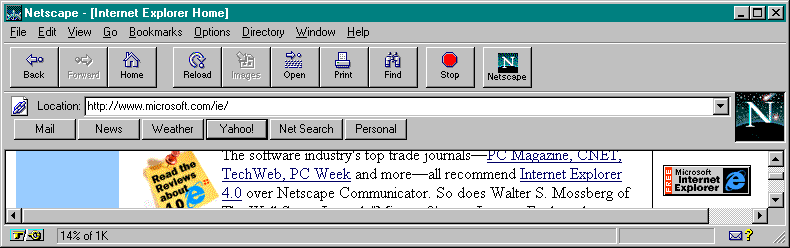 Netscape - [Internet Explorer Home]
File Edit View Go Bookmarks Options Directory Window Help
Back Forward Home Reload Images Open Print Find Stop Netscape
N
Location: http://www.microsoft.com/ie/
N
Mail News Weather Yahoo! Net Search Personal
Read the
Reviews
about
4.0
The software industry's top trade journals—PC Magazine, CNET,
TechWeb, PC Week and more—all recommend Internet Explorer
4.0 over Netscape Communicator. So does Walter S. Mossberg of
FREE Microsoft
Internet
Explorer
14% of 1K